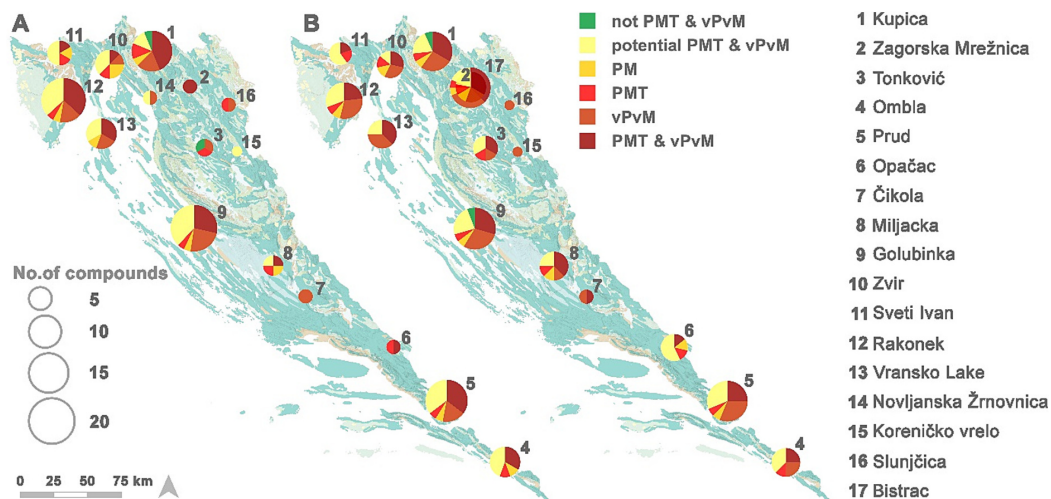 A
B
1
11
10
2
12
14
16
13
3
15
9
8
7
6
5
4
1
11
10
17
2
12
16
13
3
15
9
8
7
6
5
4
not PMT & vPvM
potential PMT & vPvM
PM
PMT
vPvM
PMT & vPvM
No.of compounds
5
10
15
20
0 25 50 75 km
1 Kupica
2 Zagorska Mrežnica
3 Tonković
4 Ombla
5 Prud
6 Opačac
7 Čikola
8 Miljacka
9 Golubinka
10 Zvir
11 Sveti Ivan
12 Rakonek
13 Vransko Lake
14 Novljanska Žrnovnica
15 Koreničko vrelo
16 Slunjčica
17 Bistrac